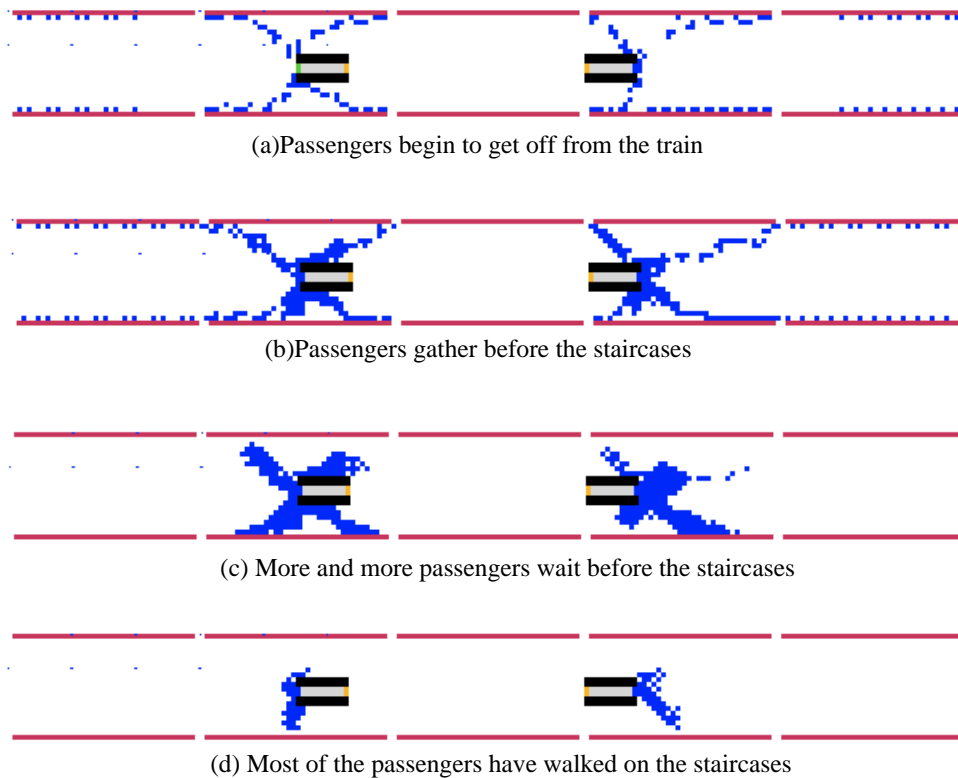 (a)Passengers begin to get off from the train
(b)Passengers gather before the staircases
(c) More and more passengers wait before the staircases
(d) Most of the passengers have walked on the staircases